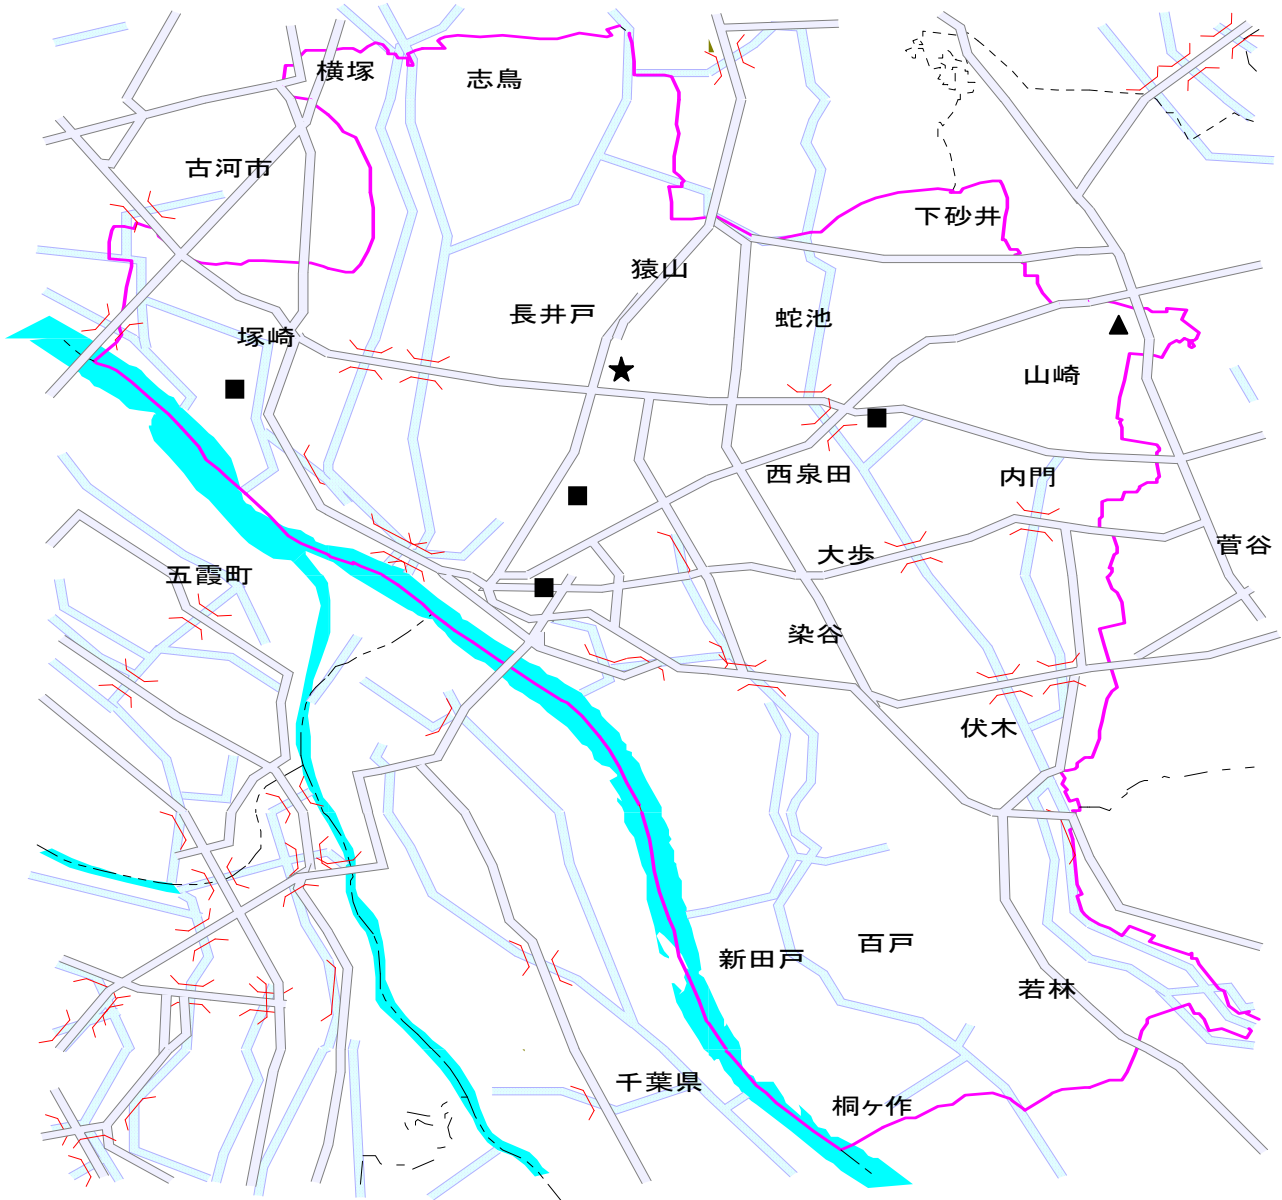 横塚
志鳥
古河市
下砂井
猿山
長井戸
蛇池
塚崎
山崎
西泉田
内門
菅谷
大歩
五霞町
染谷
伏木
百戸
新田戸
若林
千葉県
桐ヶ作